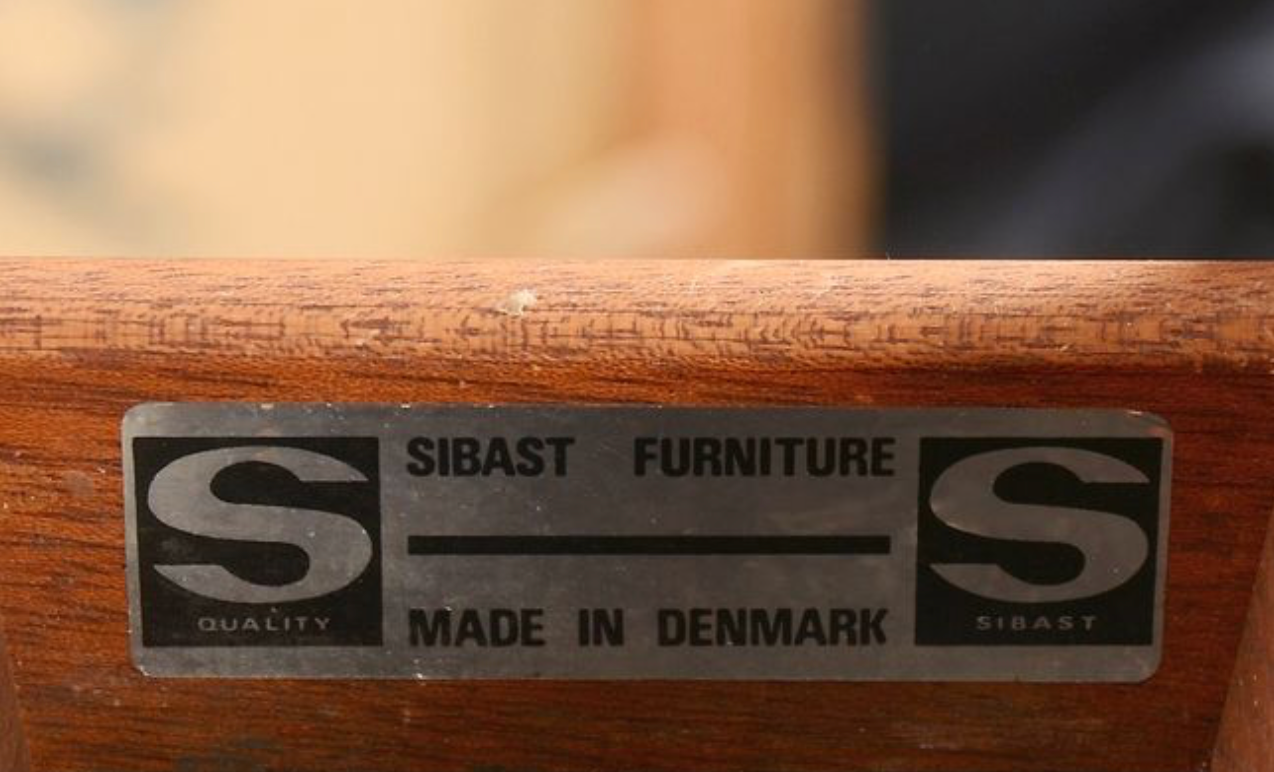 S
QUALITY
SIBAST FURNITURE
MADE IN DENMARK
S
SIBAST